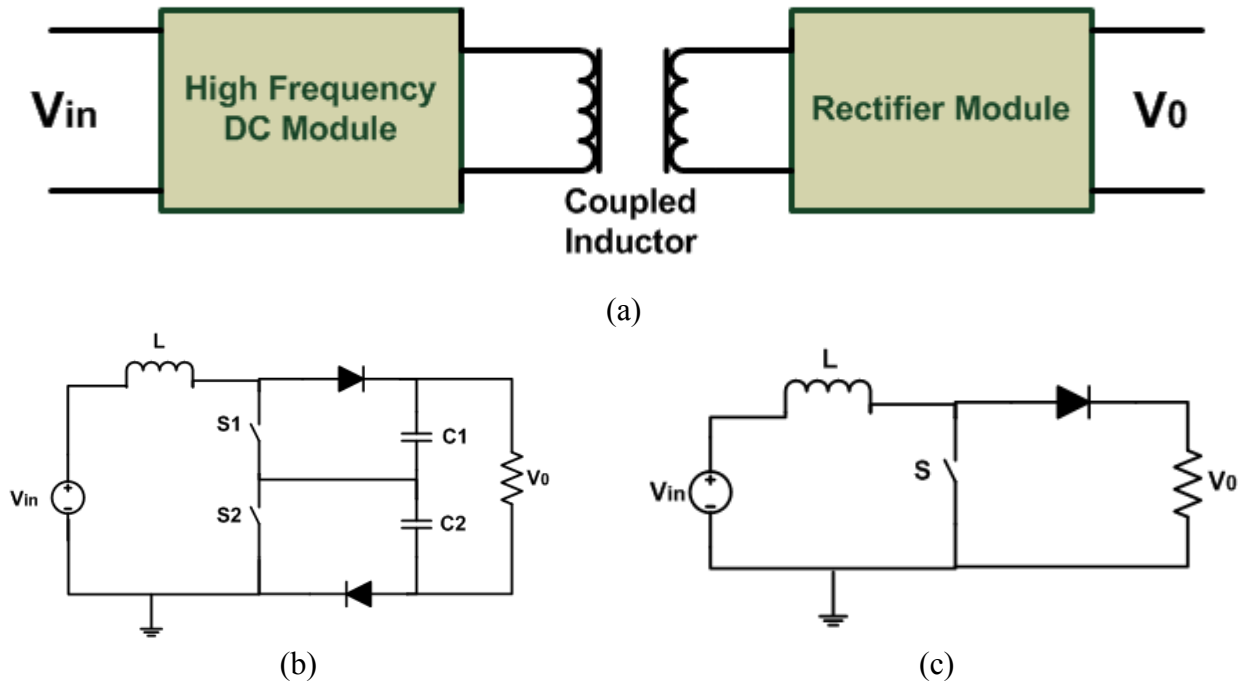 Vin
High Frequency
DC Module
Coupled
Inductor
Rectifier Module
V0
(a)
L
S1
C1
Vin
S2
C2
V0
(b)
L
S
Vin
V0
(c)